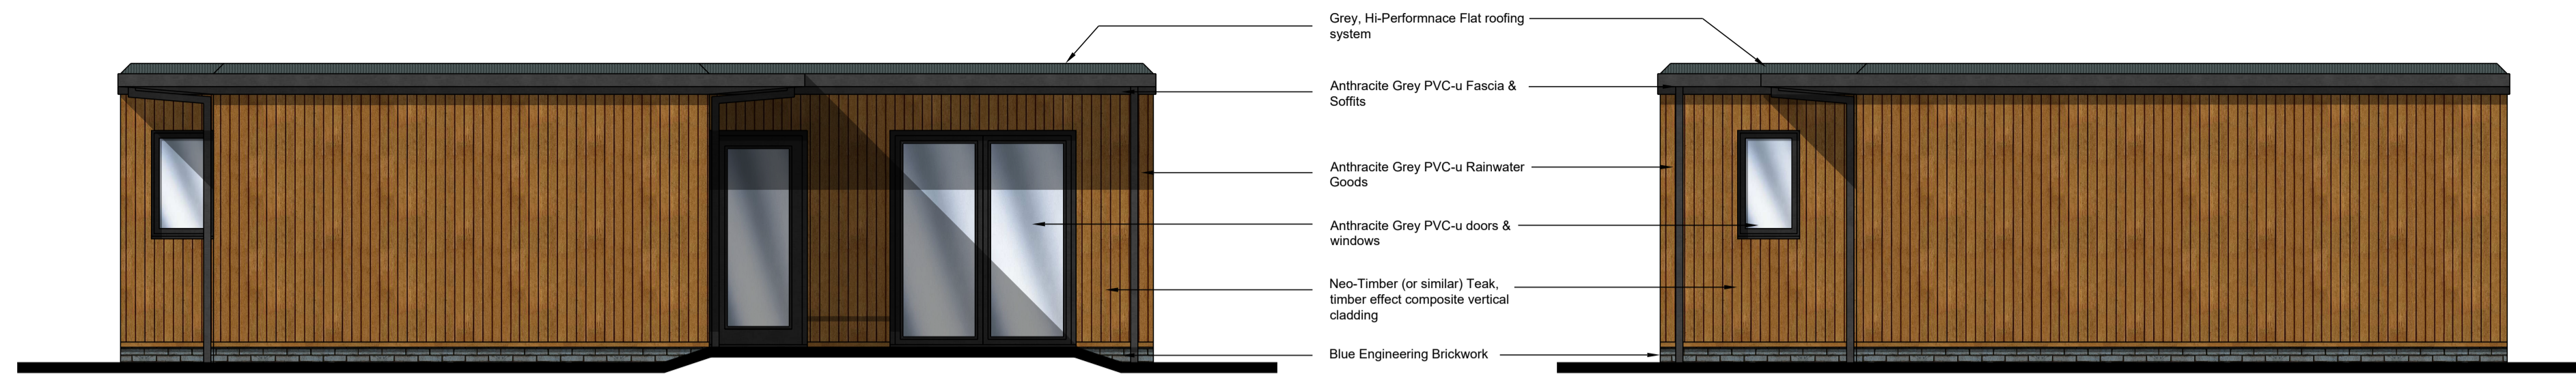 Grey, Hi-Performnace Flat roofing
system
Anthracite Grey PVC-u Fascia &
Soffits
Anthracite Grey PVC-u Rainwater
Goods
Anthracite Grey PVC-u doors &
windows
Neo-Timber (or similar) Teak,
timber effect composite vertical
cladding
Blue Engineering Brickwork